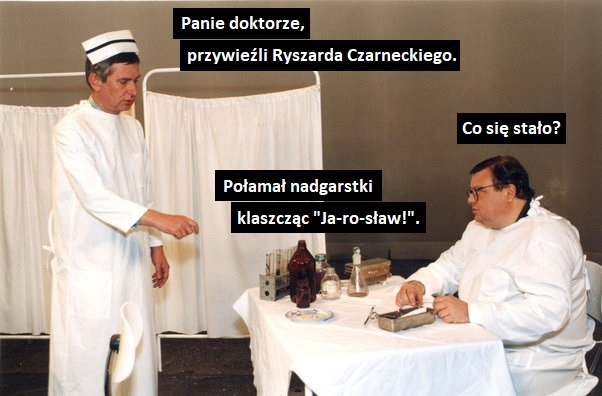 Panie doktorze,
przywieźli Ryszarda Czarneckiego.
Co się stało?
Połamał nadgarstki
klaszcząc "Ja-ro-sław!".